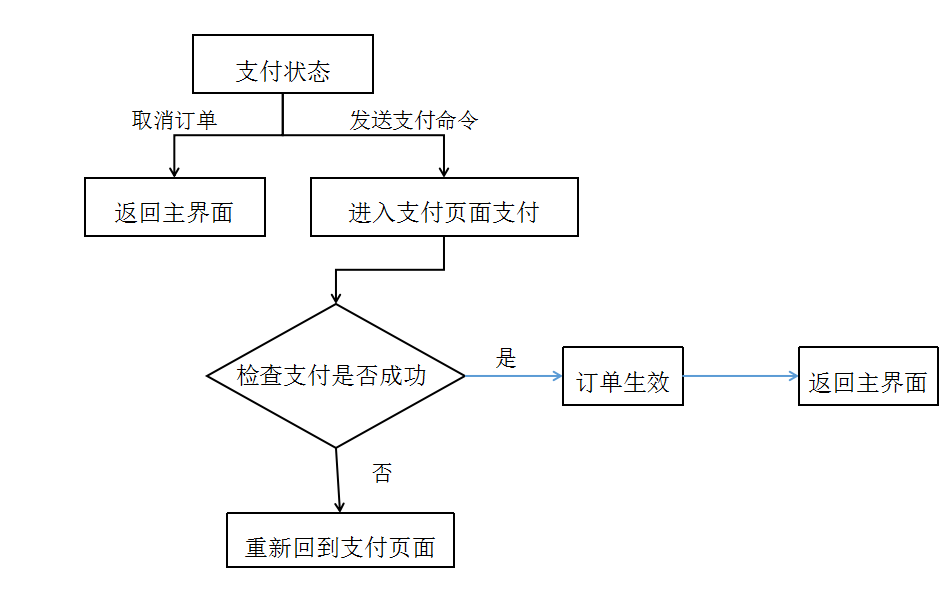 支付状态
取消订单
发送支付命令
返回主界面
进入支付页面支付
检查支付是否成功
是
订单生效
返回主界面
否
重新回到支付页面